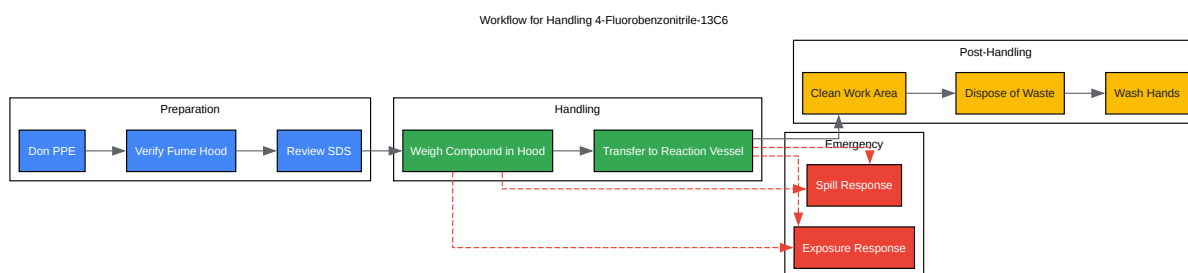 Workflow for Handling 4-Fluorobenzonitrile-13C6
Preparation
Don PPE
Verify Fume Hood
Review SDS
Handling
Weigh Compound in Hood
Transfer to Reaction Vessel
Post-Handling
Clean Work Area
Dispose of Waste
Wash Hands
Emergency
Spill Response
Exposure Response